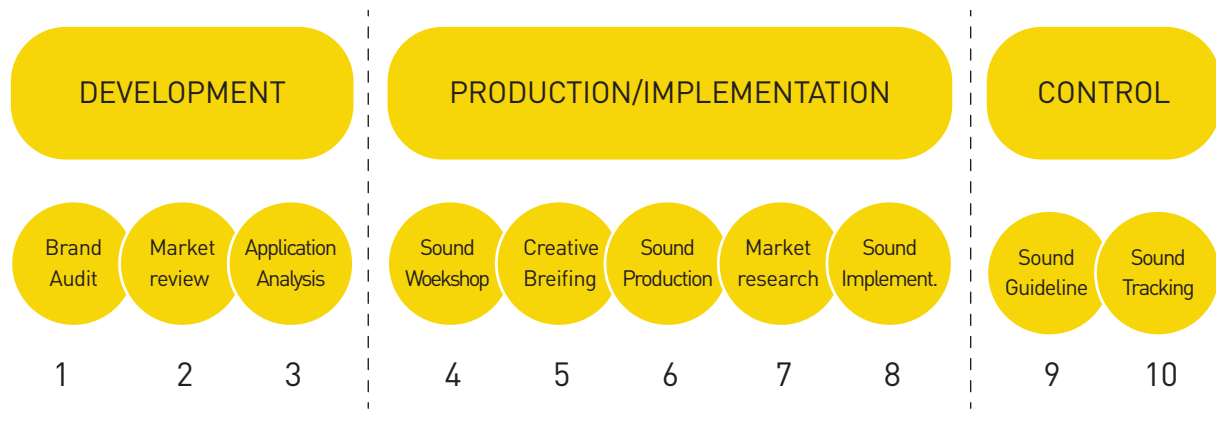 DEVELOPMENT
PRODUCTION/IMPLEMENTATION
CONTROL
Brand
Audit
Market
review
Application
Analysis
Sound
Woekshop
Creative
Breifing
Sound
Production
Market
research
Sound
Implement.
Sound
Guideline
Sound
Tracking
1
2
3
4
5
6
7
8
9
10